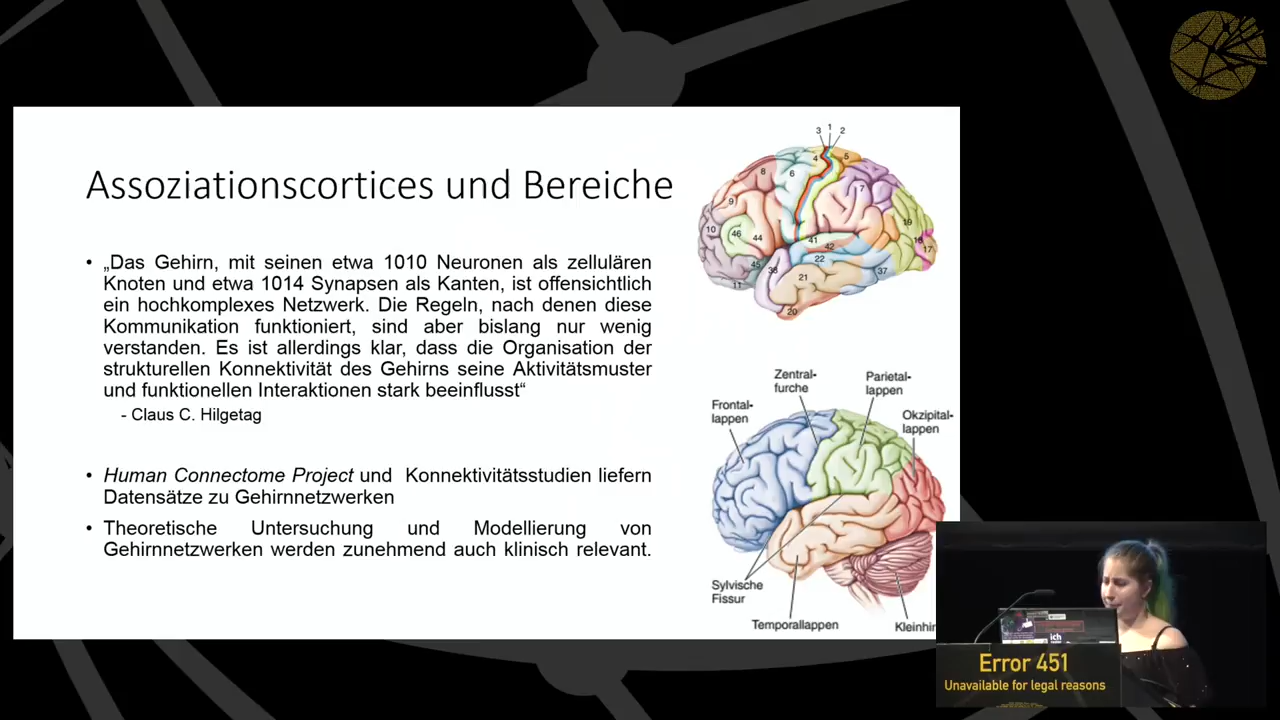 Assoziationscortices und Bereiche
• „Das Gehirn, mit seinen etwa 1010 Neuronen als zellulären
Knoten und etwa 1014 Synapsen als Kanten, ist offensichtlich
ein hochkomplexes Netzwerk. Die Regeln, nach denen diese
Kommunikation funktioniert, sind aber bislang nur wenig
verstanden. Es ist allerdings klar, dass die Organisation der
strukturellen Konnektivität des Gehirns seine Aktivitätsmuster
und funktionellen Interaktionen stark beeinflusst“
- Claus C. Hilgetag
• Human Connectome Project und Konnektivitätsstudien liefern
Datensätze zu Gehirnnetzwerken
• Theoretische Untersuchung und Modellierung von
Gehirnnetzwerken werden zunehmend auch klinisch relevant.
3 1 2
4 5
8 6
7
9
10 46 44
19
18 17
41
42
45 38 22
37
21
11
20
Zentral-
furche
Parietal-
lappen
Frontal-
lappen
Okzipital-
lappen
Sylvische
Fissur
Temporallappen
Kleinhir
ich
Error 451
Unavailable for legal reasons